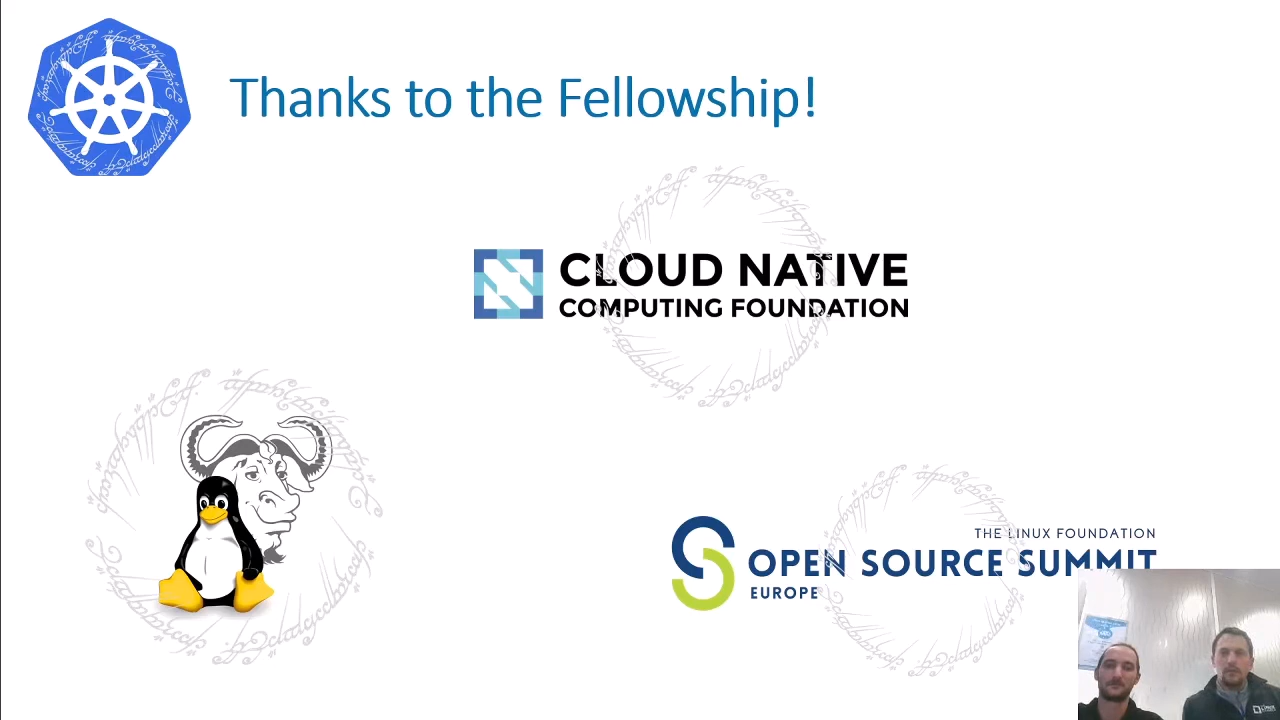 Thanks to the Fellowship!
CLOUD NATIVE
COMPUTING FOUNDATION
THE LINUX FOUNDATION
OPEN SOURCE SUMMIT
EUROPE